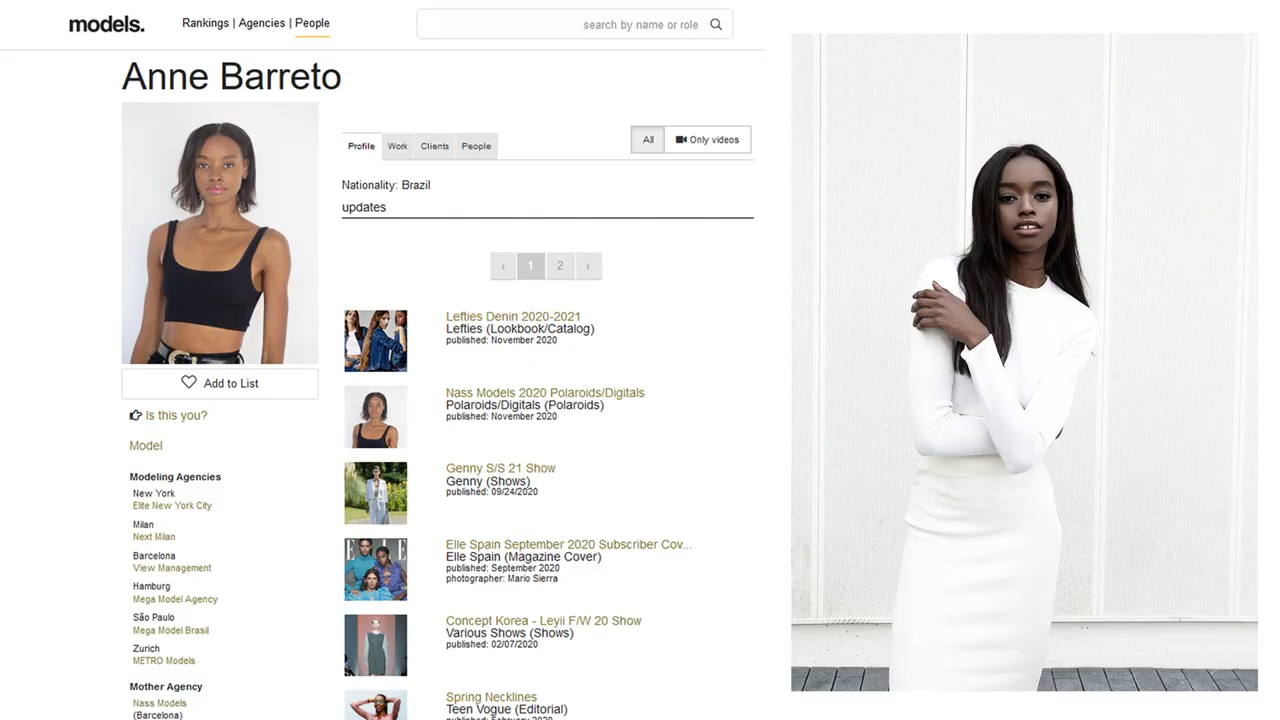 models.
Rankings | Agencies | People
search by name or role
Anne Barreto
Profile
Work
Clients
People
All
Only videos
Nationality: Brazil
updates
‹
1
2
›
Lefties Denin 2020-2021
Lefties (Lookbook/Catalog)
published: November 2020
Nass Models 2020 Polaroids/Digitals
Polaroids/Digitals (Polaroids)
published: November 2020
Genny S/S 21 Show
Genny (Shows)
published: 09/24/2020
ELLE
Elle Spain September 2020 Subscriber Cov...
Elle Spain (Magazine Cover)
published: September 2020
photographer: Mario Sierra
Concept Korea - Leyii F/W 20 Show
Various Shows (Shows)
published: 02/07/2020
Spring Necklines
Teen Vogue (Editorial)
published: February 2020
Add to List
Is this you?
Model
Modeling Agencies
New York
Elite New York City
Milan
Next Milan
Barcelona
View Management
Hamburg
Mega Model Agency
São Paulo
Mega Model Brasil
Zurich
METRO Models
Mother Agency
Nass Models
(Barcelona)